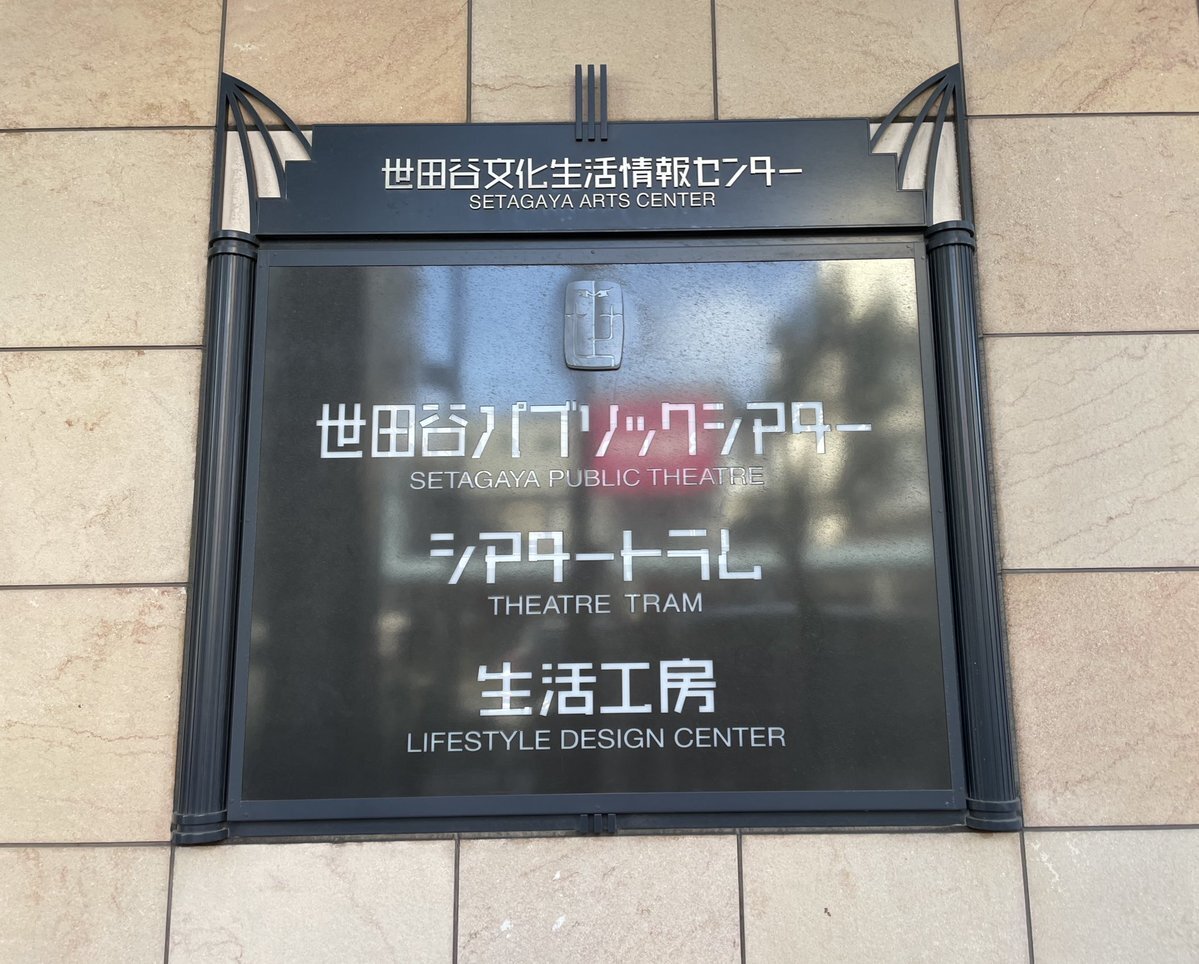 世田谷文化生活情報センター
SETAGAYA ARTS CENTER
世田谷パブリックシアター
SETAGAYA PUBLIC THEATRE
シアタートラム
THEATRE TRAM
生活工房
LIFESTYLE DESIGN CENTER